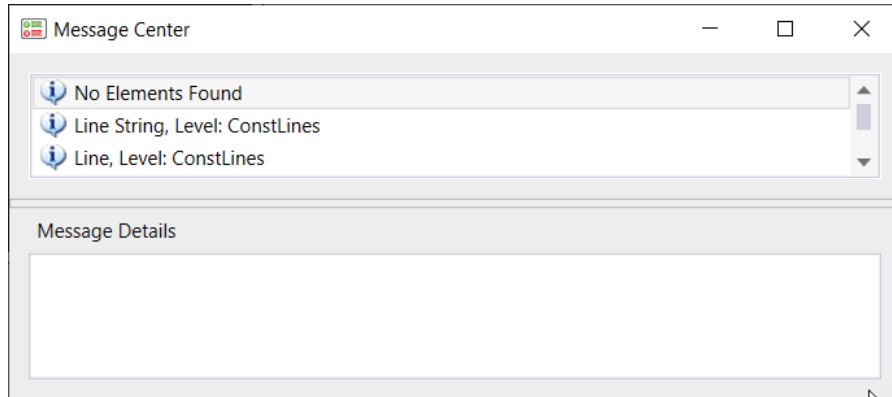 Message Center
No Elements Found
Line String, Level: ConstLines
Line, Level: ConstLines
Message Details